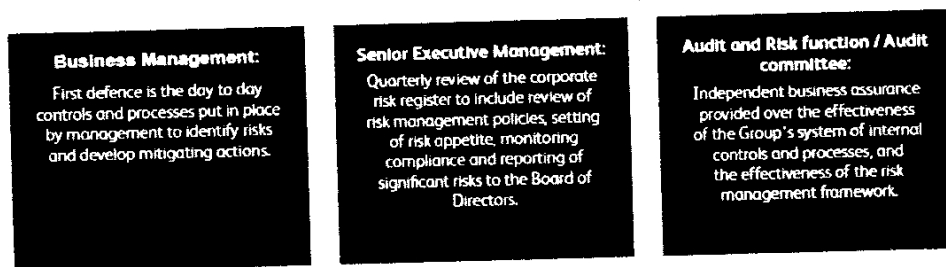 Business Management:
First defence is the day to day
controls and processes put in place
by management to identify risks
and develop mitigating actions.
Senior Executive Management:
Quarterly review of the corporate
risk register to include review of
risk management policies, setting
of risk appetite, monitoring
compliance and reporting of
significant risks to the Board of
Directors.
Audit and Risk function / Audit
committee:
Independent business assurance
provided over the effectiveness
of the Group's system of internal
controls and processes, and
the effectiveness of the risk
management framework.